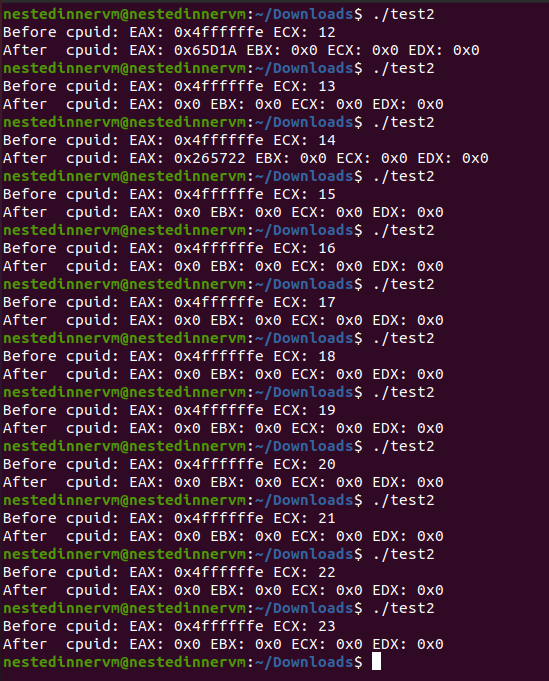 nestedinnervm@nestedinnervm:~/Downloads$ ./test2
Before cpuid: EAX: 0x4ffffffe ECX: 12
After  cpuid: EAX: 0x65D1A EBX: 0x0 ECX: 0x0 EDX: 0x0
nestedinnervm@nestedinnervm:~/Downloads$ ./test2
Before cpuid: EAX: 0x4ffffffe ECX: 13
After  cpuid: EAX: 0x0 EBX: 0x0 ECX: 0x0 EDX: 0x0
nestedinnervm@nestedinnervm:~/Downloads$ ./test2
Before cpuid: EAX: 0x4ffffffe ECX: 14
After  cpuid: EAX: 0x265722 EBX: 0x0 ECX: 0x0 EDX: 0x0
nestedinnervm@nestedinnervm:~/Downloads$ ./test2
Before cpuid: EAX: 0x4ffffffe ECX: 15
After  cpuid: EAX: 0x0 EBX: 0x0 ECX: 0x0 EDX: 0x0
nestedinnervm@nestedinnervm:~/Downloads$ ./test2
Before cpuid: EAX: 0x4ffffffe ECX: 16
After  cpuid: EAX: 0x0 EBX: 0x0 ECX: 0x0 EDX: 0x0
nestedinnervm@nestedinnervm:~/Downloads$ ./test2
Before cpuid: EAX: 0x4ffffffe ECX: 17
After  cpuid: EAX: 0x0 EBX: 0x0 ECX: 0x0 EDX: 0x0
nestedinnervm@nestedinnervm:~/Downloads$ ./test2
Before cpuid: EAX: 0x4ffffffe ECX: 18
After  cpuid: EAX: 0x0 EBX: 0x0 ECX: 0x0 EDX: 0x0
nestedinnervm@nestedinnervm:~/Downloads$ ./test2
Before cpuid: EAX: 0x4ffffffe ECX: 19
After  cpuid: EAX: 0x0 EBX: 0x0 ECX: 0x0 EDX: 0x0
nestedinnervm@nestedinnervm:~/Downloads$ ./test2
Before cpuid: EAX: 0x4ffffffe ECX: 20
After  cpuid: EAX: 0x0 EBX: 0x0 ECX: 0x0 EDX: 0x0
nestedinnervm@nestedinnervm:~/Downloads$ ./test2
Before cpuid: EAX: 0x4ffffffe ECX: 21
After  cpuid: EAX: 0x0 EBX: 0x0 ECX: 0x0 EDX: 0x0
nestedinnervm@nestedinnervm:~/Downloads$ ./test2
Before cpuid: EAX: 0x4ffffffe ECX: 22
After  cpuid: EAX: 0x0 EBX: 0x0 ECX: 0x0 EDX: 0x0
nestedinnervm@nestedinnervm:~/Downloads$ ./test2
Before cpuid: EAX: 0x4ffffffe ECX: 23
After  cpuid: EAX: 0x0 EBX: 0x0 ECX: 0x0 EDX: 0x0
nestedinnervm@nestedinnervm:~/Downloads$